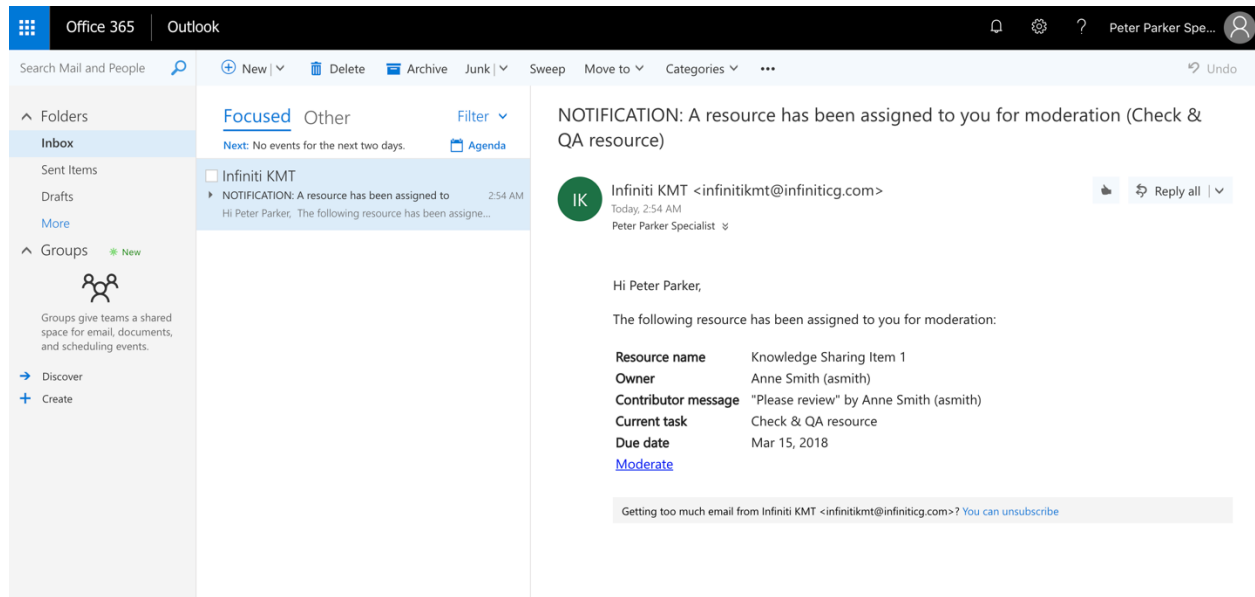 Office 365
Outlook
?
Peter Parker Spe...
Search Mail and People
New
Delete
Archive
Junk
Sweep
Move to
Categories
•••
Undo
Folders
Inbox
Sent Items
Drafts
More
Groups
New
Groups give teams a shared
space for email, documents,
and scheduling events.
Discover
Create
Focused
Other
Filter
Next: No events for the next two days.
Agenda
Infiniti KMT
NOTIFICATION: A resource has been assigned to
2:54 AM
Hi Peter Parker, The following resource has been assigne...
NOTIFICATION: A resource has been assigned to you for moderation (Check &
QA resource)
IK
Infiniti KMT <infinitikmt@infiniticg.com>
Today, 2:54 AM
Peter Parker Specialist
Reply all
Hi Peter Parker,
The following resource has been assigned to you for moderation:
Resource name Knowledge Sharing Item 1
Owner Anne Smith (asmith)
Contributor message "Please review" by Anne Smith (asmith)
Current task Check & QA resource
Due date Mar 15, 2018
Moderate
Getting too much email from Infiniti KMT <infinitikmt@infiniticg.com>? You can unsubscribe